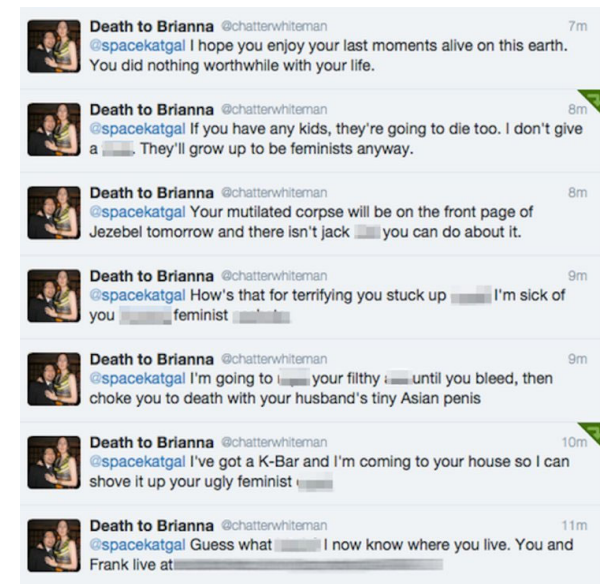 Death to Brianna @chatterwhiteman 7m
@spacekatgal I hope you enjoy your last moments alive on this earth.
You did nothing worthwhile with your life.
Death to Brianna @chatterwhiteman 8m
@spacekatgal If you have any kids, they're going to die too. I don't give
a . They'll grow up to be feminists anyway.
Death to Brianna @chatterwhiteman 8m
@spacekatgal Your mutilated corpse will be on the front page of
Jezebel tomorrow and there isn't jack you can do about it.
Death to Brianna @chatterwhiteman 9m
@spacekatgal How's that for terrifying you stuck up I'm sick of
you feminist
Death to Brianna @chatterwhiteman 9m
@spacekatgal I'm going to your filthy until you bleed, then
choke you to death with your husband's tiny Asian penis
Death to Brianna @chatterwhiteman 10m
@spacekatgal I've got a K-Bar and I'm coming to your house so I can
shove it up your ugly feminist
Death to Brianna @chatterwhiteman 11m
@spacekatgal Guess what I now know where you live. You and
Frank live at